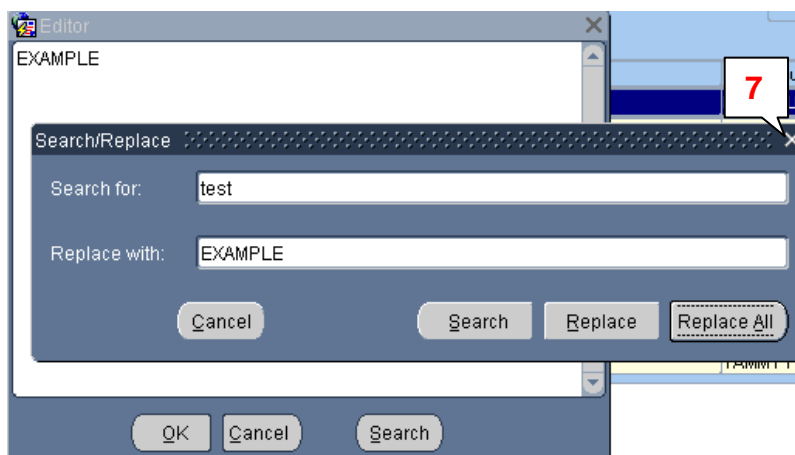 Editor
EXAMPLE
7
Search/Replace
Search for: test
Replace with: EXAMPLE
Cancel Search Replace Replace All
OK Cancel Search